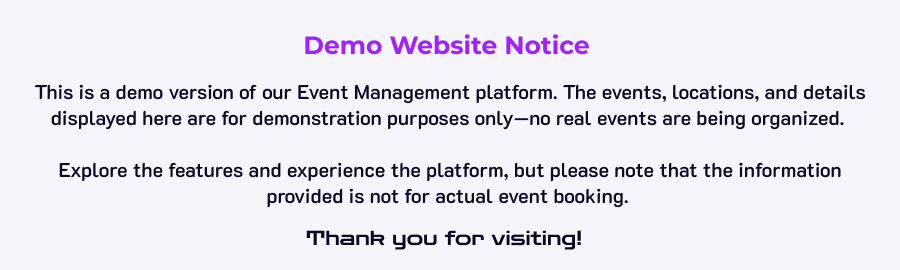 Demo Website Notice
This is a demo version of our Event Management platform. The events, locations, and details
displayed here are for demonstration purposes only—no real events are being organized.
Explore the features and experience the platform, but please note that the information
provided is not for actual event booking.
Thank you for visiting!